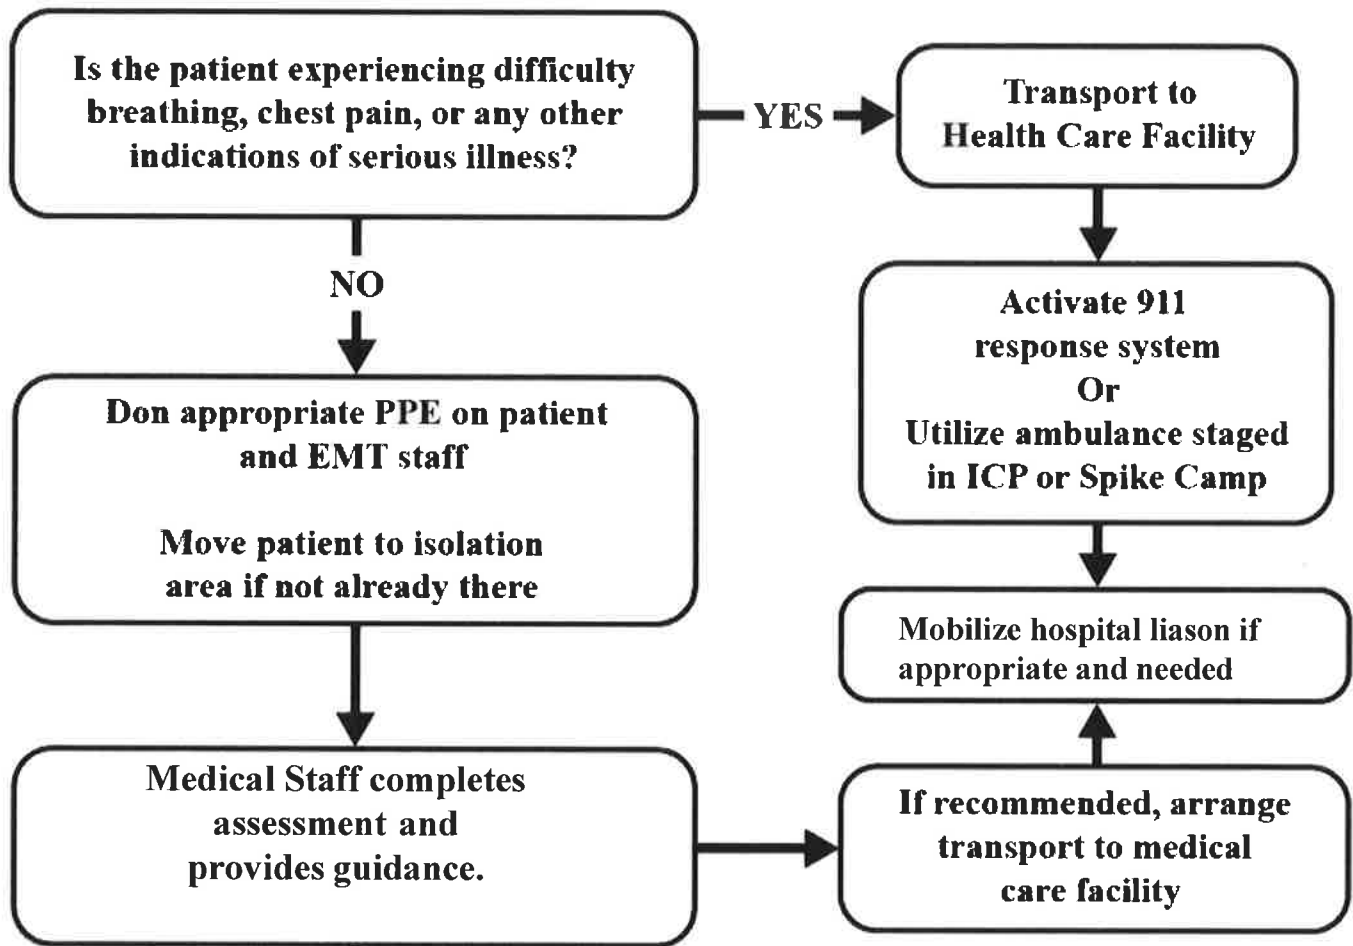 Is the patient experiencing difficulty
breathing, chest pain, or any other
indications of serious illness?
YES
Transport to
Health Care Facility
NO
Activate 911
response system
Or
Utilize ambulance staged
in ICP or Spike Camp
Don appropriate PPE on patient
and EMT staff
Move patient to isolation
area if not already there
Mobilize hospital liason if
appropriate and needed
Medical Staff completes
assessment and
provides guidance.
If recommended, arrange
transport to medical
care facility